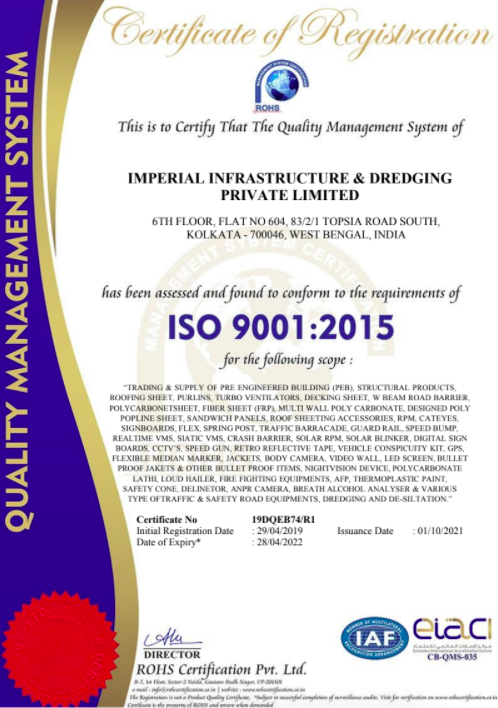 Certificate of Registration
ROHS
This is to Certify That The Quality Management System of
IMPERIAL INFRASTRUCTURE & DREDGING
PRIVATE LIMITED
6TH FLOOR, FLAT NO 604, 83/2/1 TOPSIA ROAD SOUTH,
KOLKATA - 700046, WEST BENGAL, INDIA
has been assessed and found to conform to the requirements of
ISO 9001:2015
for the following scope :
"TRADING & SUPPLY OF PRE ENGINEERED BUILDING (PEB), STRUCTURAL PRODUCTS,
ROOFING SHEET, PURLINS, TURBO VENTILATORS, DECKING SHEET, W BEAM ROAD BARRIER,
POLYCARBONETSHEET, FIBER SHEET (FRP), MULTI WALL POLY CARBONATE, DESIGNED POLY
POPLINE SHEET, SANDWICH PANELS, ROOF SHEETING ACCESSORIES, RPM, CATEYES,
SIGNBOARDS, FLEX, SPRING POST, TRAFFIC BARRACADE, GUARD RAIL, SPEED BUMP,
REALTIME VMS, SIATIC VMS, CRASH BARRIER, SOLAR RPM, SOLAR BLINKER, DIGITAL SIGN
BOARDS, CCTV'S, SPEED GUN, RETRO REFLECTIVE TAPE, VEHICLE CONSPICUITY KIT, GPS,
FLEXIBLE MEDIAN MARKER, JACKETS, BODY CAMERA, VIDEO WALL, LED SCREEN, BULLET
PROOF JAKETS & OTHER BULLET PROOF ITEMS, NIGHTVISION DEVICE, POLYCARBONATE
LATHI, LOUD HAILER, FIRE FIGHTING EQUIPMENTS, AFP, THERMOPLASTIC PAINT,
SAFETY CONE, DELINETOR, ANPR CAMERA, BREATH ALCOHOL ANALYSER & VARIOUS
TYPE OFTRAFFIC & SAFETY ROAD EQUIPMENTS, DREDGING AND DE-SILTATION."
Certificate No 19DQEB74/R1
Initial Registration Date : 29/04/2019 Issuance Date : 01/10/2021
Date of Expiry* : 28/04/2022
QUALITY MANAGEMENT SYSTEM
DIRECTOR
ROHS Certification Pvt. Ltd.
B-7, 1st Floor, Sector-2 Noida, Gautam Budh Nagar, UP-201301
e-mail : info@rohscertification.co.in | website : www.rohscertification.co.in
The Registration is not a Product Quality Certificate, *Subject to successful completion of surveillance audits, Visit for verification on www.rohscertification.co.in
Certificate is the property of ROHS and return when demanded
MEMBER OF MULTILATERAL
IAF
RECOGNITION ARRANGEMENT
eiaci
CB-QMS-035